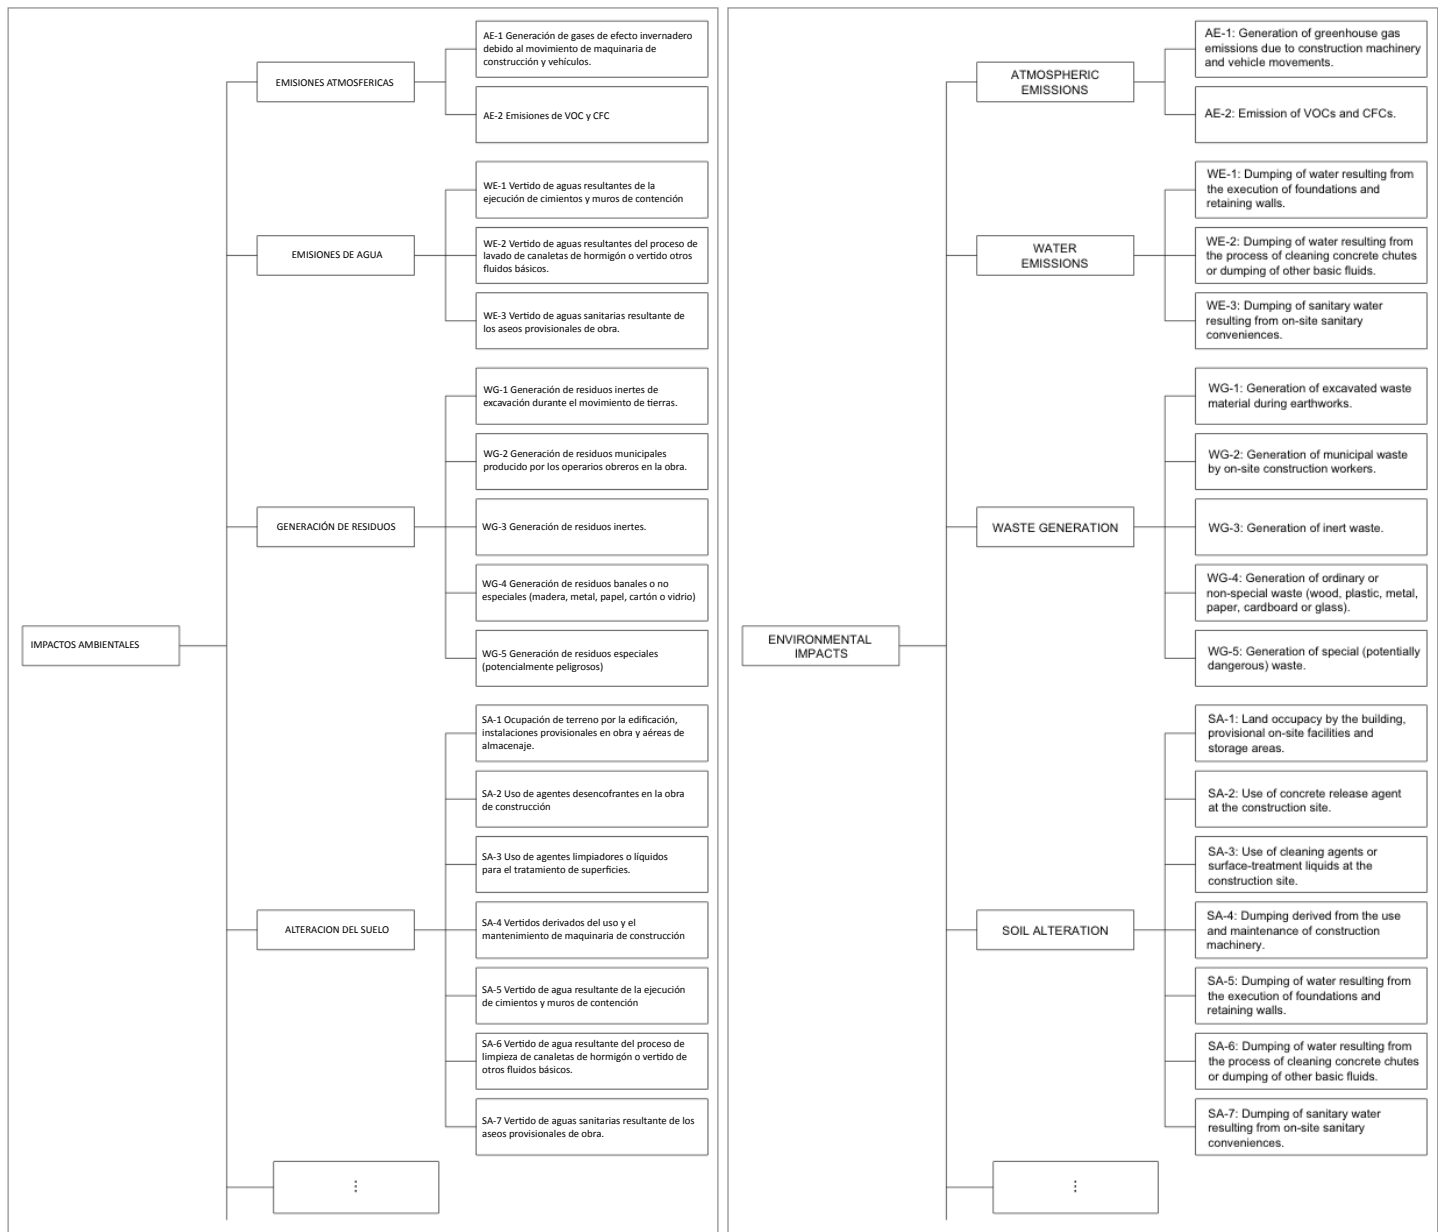 AE-1 Generación de gases de efecto invernadero
debido al movimiento de maquinaria de
construcción y vehículos.
EMISIONES ATMOSFERICAS
AE-2 Emisiones de VOC y CFC
WE-1 Vertido de aguas resultantes de la
ejecución de cimientos y muros de contención
EMISIONES DE AGUA
WE-2 Vertido de aguas resultantes del proceso de
lavado de canaletas de hormigón o vertido otros
fluidos básicos.
WE-3 Vertido de aguas sanitarias resultante de
los aseos provisionales de obra.
WG-1 Generación de residuos inertes de
excavación durante el movimiento de tierras.
WG-2 Generación de residuos municipales
producido por los operarios obreros en la obra.
GENERACIÓN DE RESIDUOS
WG-3 Generación de residuos inertes.
WG-4 Generación de residuos banales o no
especiales (madera, metal, papel, cartón o vidrio)
IMPACTOS AMBIENTALES
WG-5 Generación de residuos especiales
(potencialmente peligrosos)
SA-1 Ocupación de terreno por la edificación,
instalaciones provisionales en obra y aéreas de
almacenaje.
SA-2 Uso de agentes desencofrantes en la obra
de construcción
SA-3 Uso de agentes limpiadores o líquidos
para el tratamiento de superficies.
ALTERACION DEL SUELO
SA-4 Vertidos derivados del uso y el
mantenimiento de maquinaria de construcción
SA-5 Vertido de agua resultante de la ejecución
de cimientos y muros de contención
SA-6 Vertido de agua resultante del proceso de
limpieza de canaletas de hormigón o vertido de
otros fluidos básicos.
SA-7 Vertido de aguas sanitarias resultante de los
aseos provisionales de obra.
⋮
AE-1: Generation of greenhouse gas
emissions due to construction machinery
and vehicle movements.
ATMOSPHERIC
EMISSIONS
AE-2: Emission of VOCs and CFCs.
WE-1: Dumping of water resulting from
the execution of foundations and
retaining walls.
WATER
EMISSIONS
WE-2: Dumping of water resulting from
the process of cleaning concrete chutes
or dumping of other basic fluids.
WE-3: Dumping of sanitary water
resulting from on-site sanitary
conveniences.
WG-1: Generation of excavated waste
material during earthworks.
WG-2: Generation of municipal waste
by on-site construction workers.
WASTE GENERATION
WG-3: Generation of inert waste.
WG-4: Generation of ordinary or
non-special waste (wood, plastic, metal,
paper, cardboard or glass).
ENVIRONMENTAL
IMPACTS
WG-5: Generation of special (potentially
dangerous) waste.
SA-1: Land occupancy by the building,
provisional on-site facilities and
storage areas.
SA-2: Use of concrete release agent
at the construction site.
SA-3: Use of cleaning agents or
surface-treatment liquids at the
construction site.
SOIL ALTERATION
SA-4: Dumping derived from the use
and maintenance of construction
machinery.
SA-5: Dumping of water resulting from
the execution of foundations and
retaining walls.
SA-6: Dumping of water resulting from
the process of cleaning concrete chutes
or dumping of other basic fluids.
SA-7: Dumping of sanitary water
resulting from on-site sanitary
conveniences.
⋮